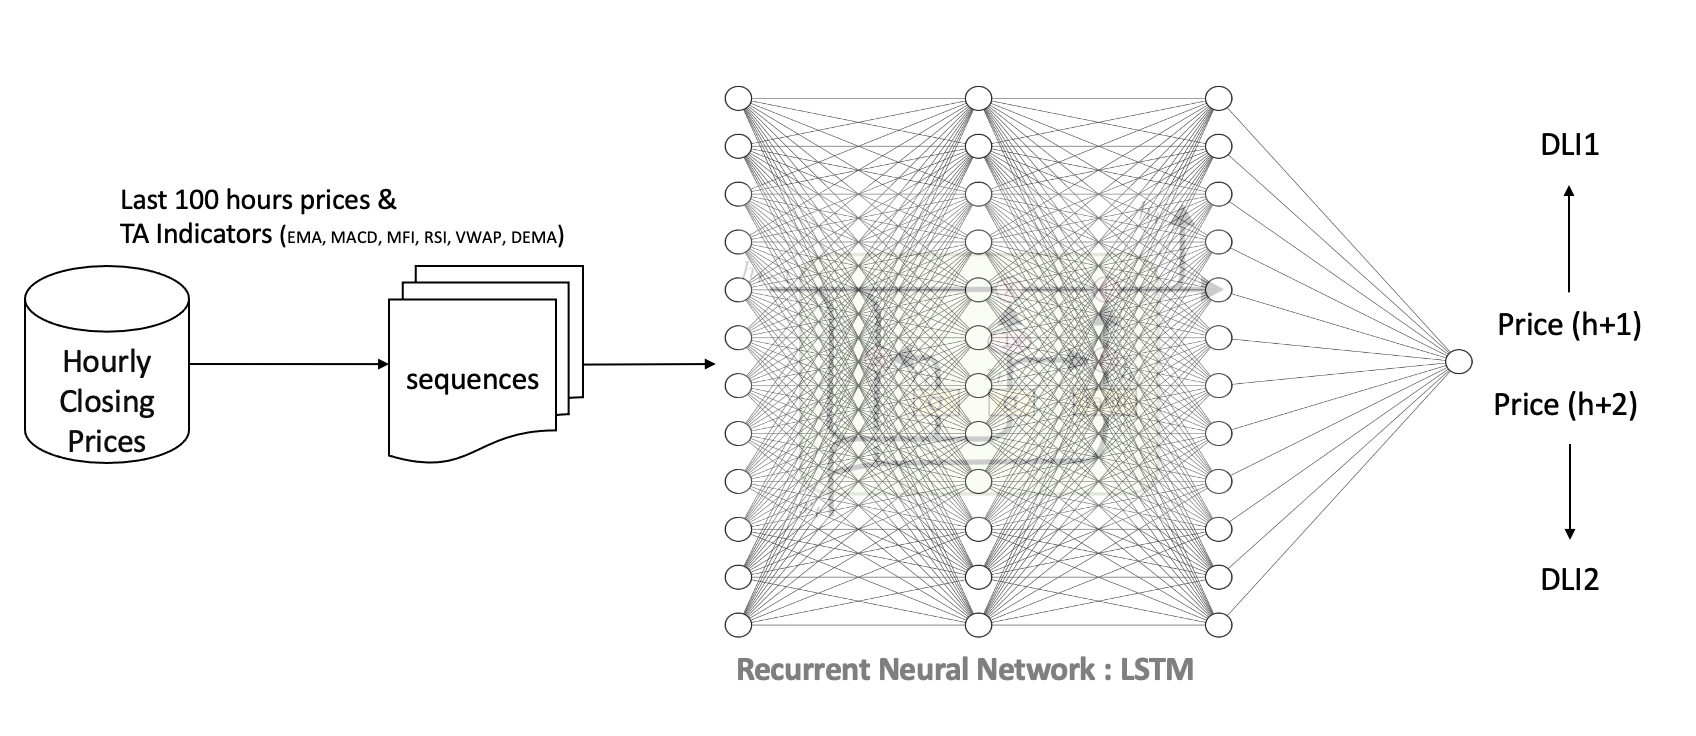 Last 100 hours prices &
TA Indicators (EMA, MACD, MFI, RSI, VWAP, DEMA)
Hourly
Closing
Prices
sequences
Recurrent Neural Network : LSTM
DLI1
Price (h+1)
Price (h+2)
DLI2